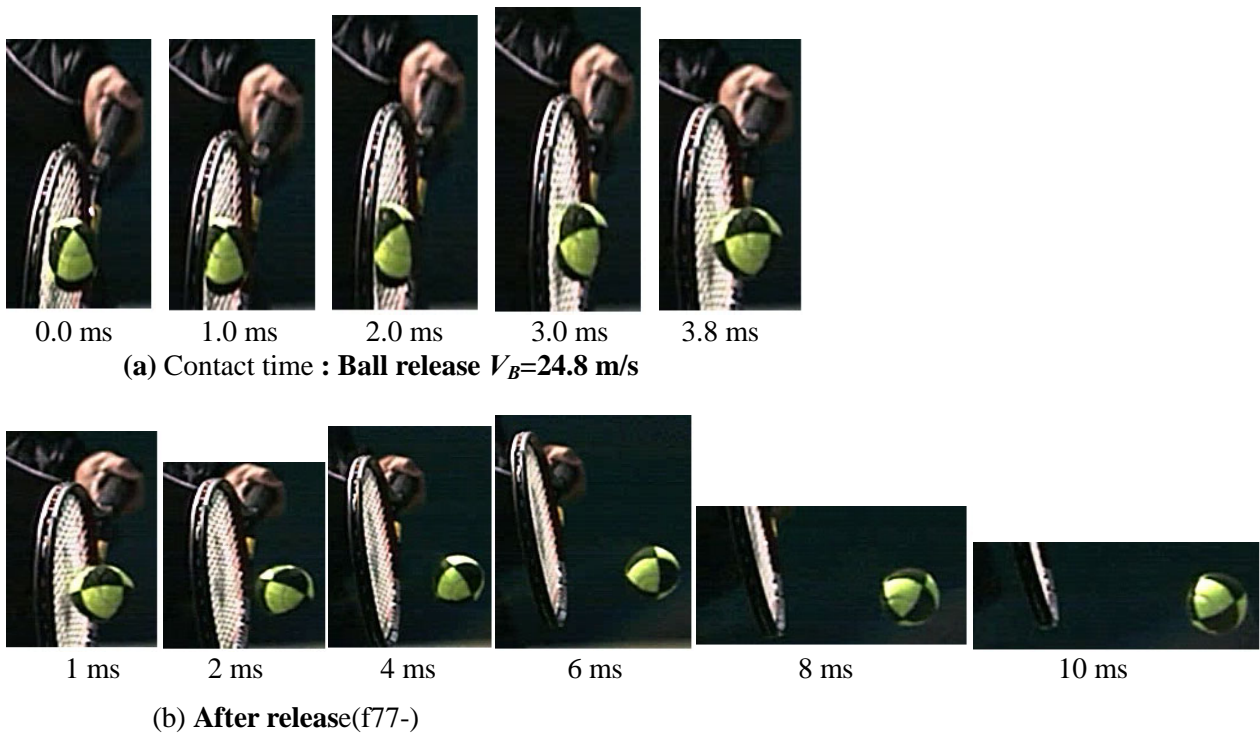 0.0 ms 1.0 ms 2.0 ms 3.0 ms 3.8 ms
(a) Contact time : Ball release V_B=24.8 m/s
1 ms 2 ms 4 ms 6 ms 8 ms 10 ms
(b) After release(f77-)